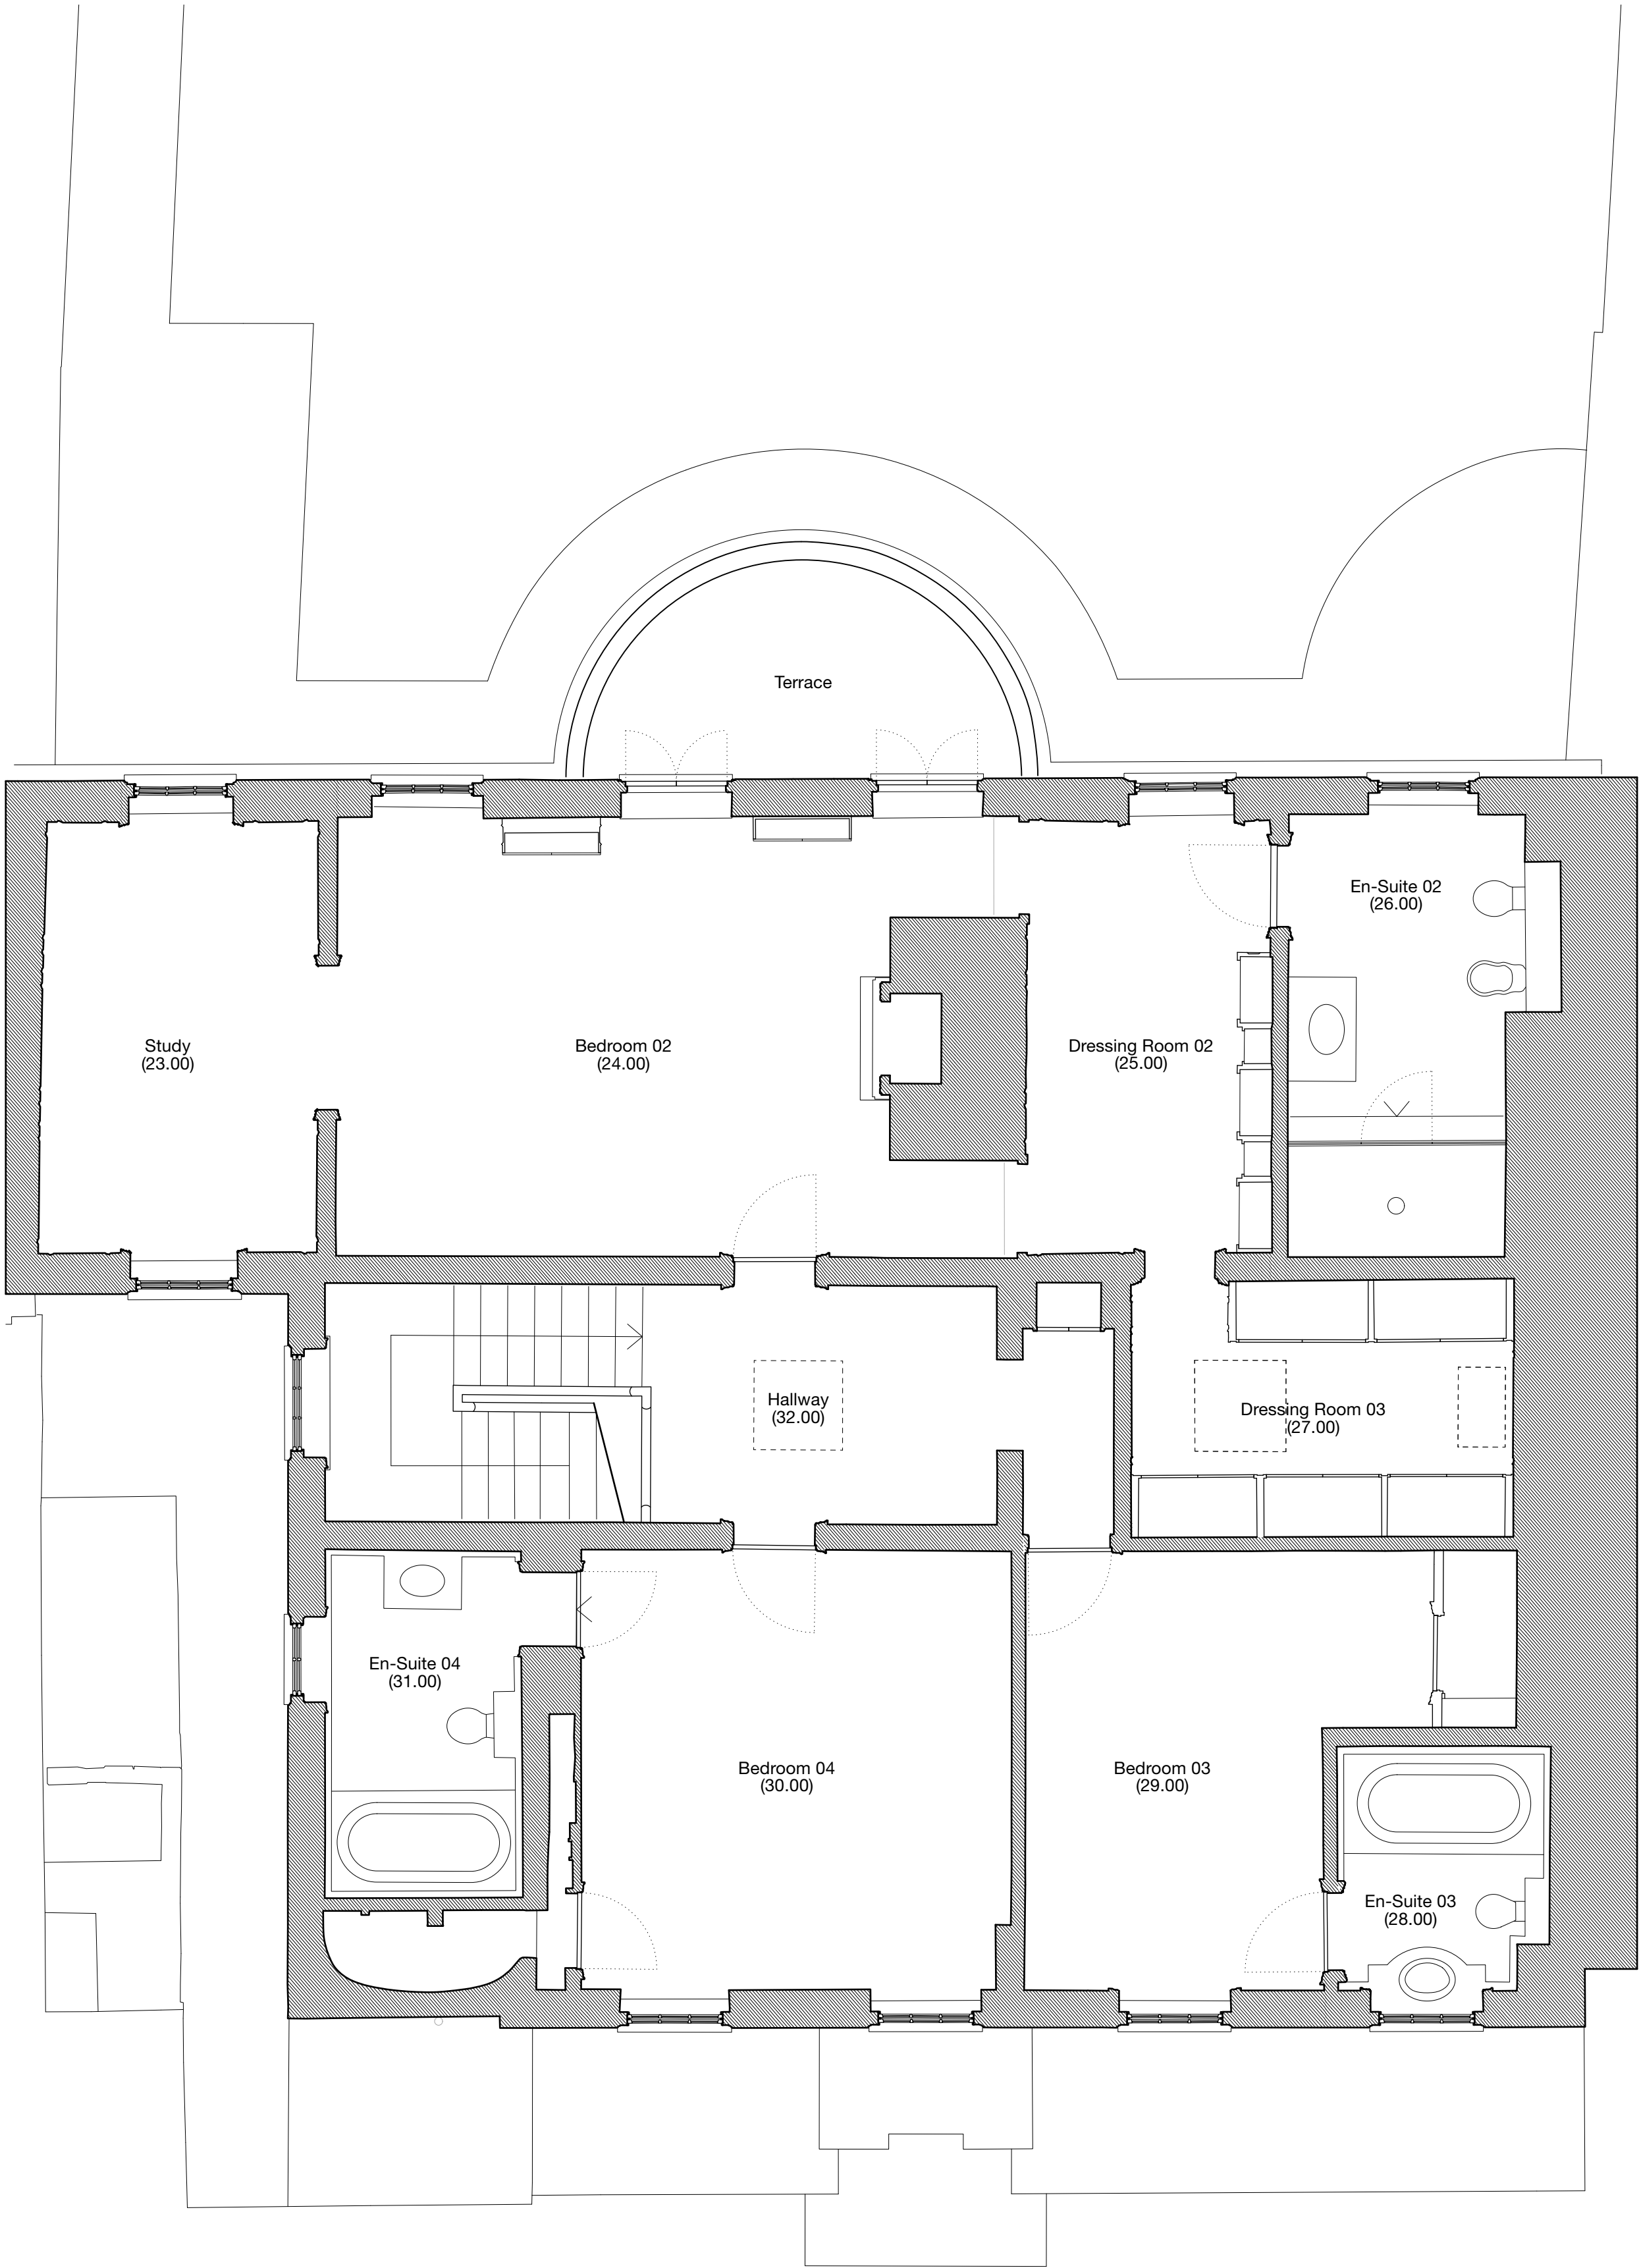 Terrace
En-Suite 02
(26.00)
Study
(23.00)
Bedroom 02
(24.00)
Dressing Room 02
(25.00)
Hallway
(32.00)
Dressing Room 03
(27.00)
En-Suite 04
(31.00)
Bedroom 04
(30.00)
Bedroom 03
(29.00)
En-Suite 03
(28.00)